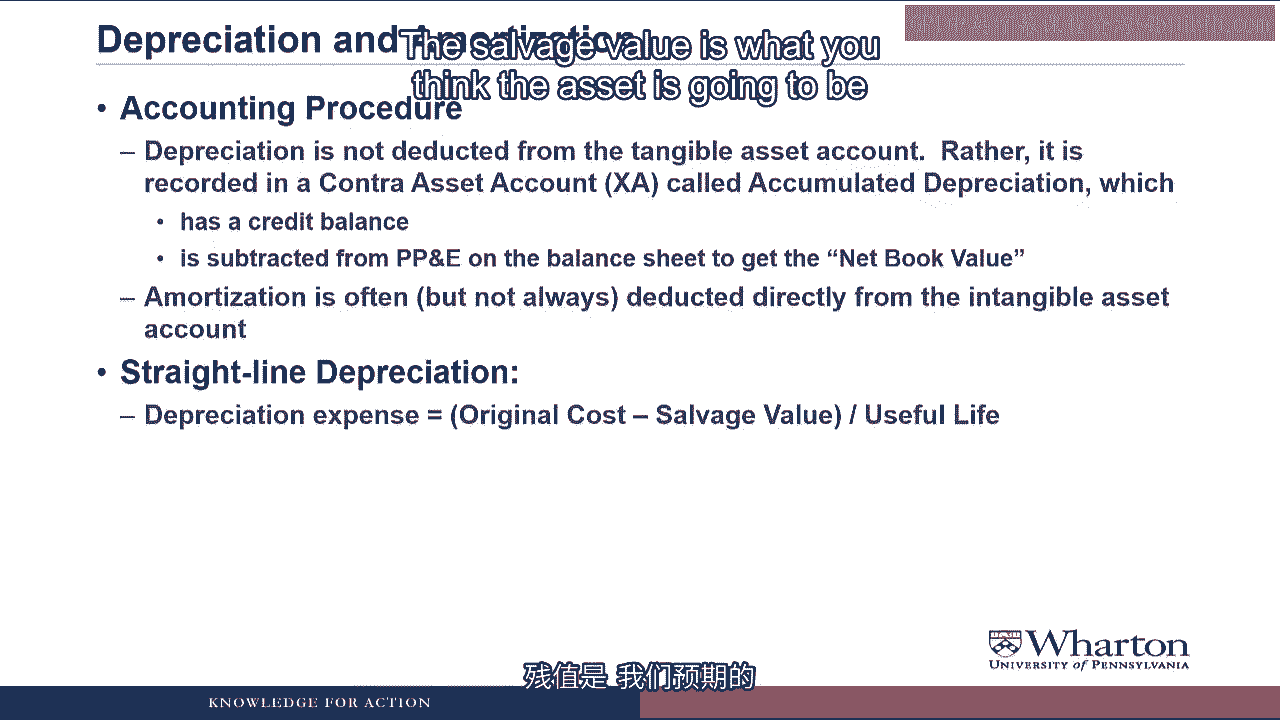 Depreciation and Amortization
The salvage value is what you
think the asset is going to be
• Accounting Procedure
– Depreciation is not deducted from the tangible asset account. Rather, it is
recorded in a Contra Asset Account (XA) called Accumulated Depreciation, which
• has a credit balance
• is subtracted from PP&E on the balance sheet to get the “Net Book Value”
– Amortization is often (but not always) deducted directly from the intangible asset
account
• Straight-line Depreciation:
– Depreciation expense = (Original Cost – Salvage Value) / Useful Life
Wharton
UNIVERSITY of PENNSYLVANIA
残值是 我们预期的
KNOWLEDGE FOR ACTION